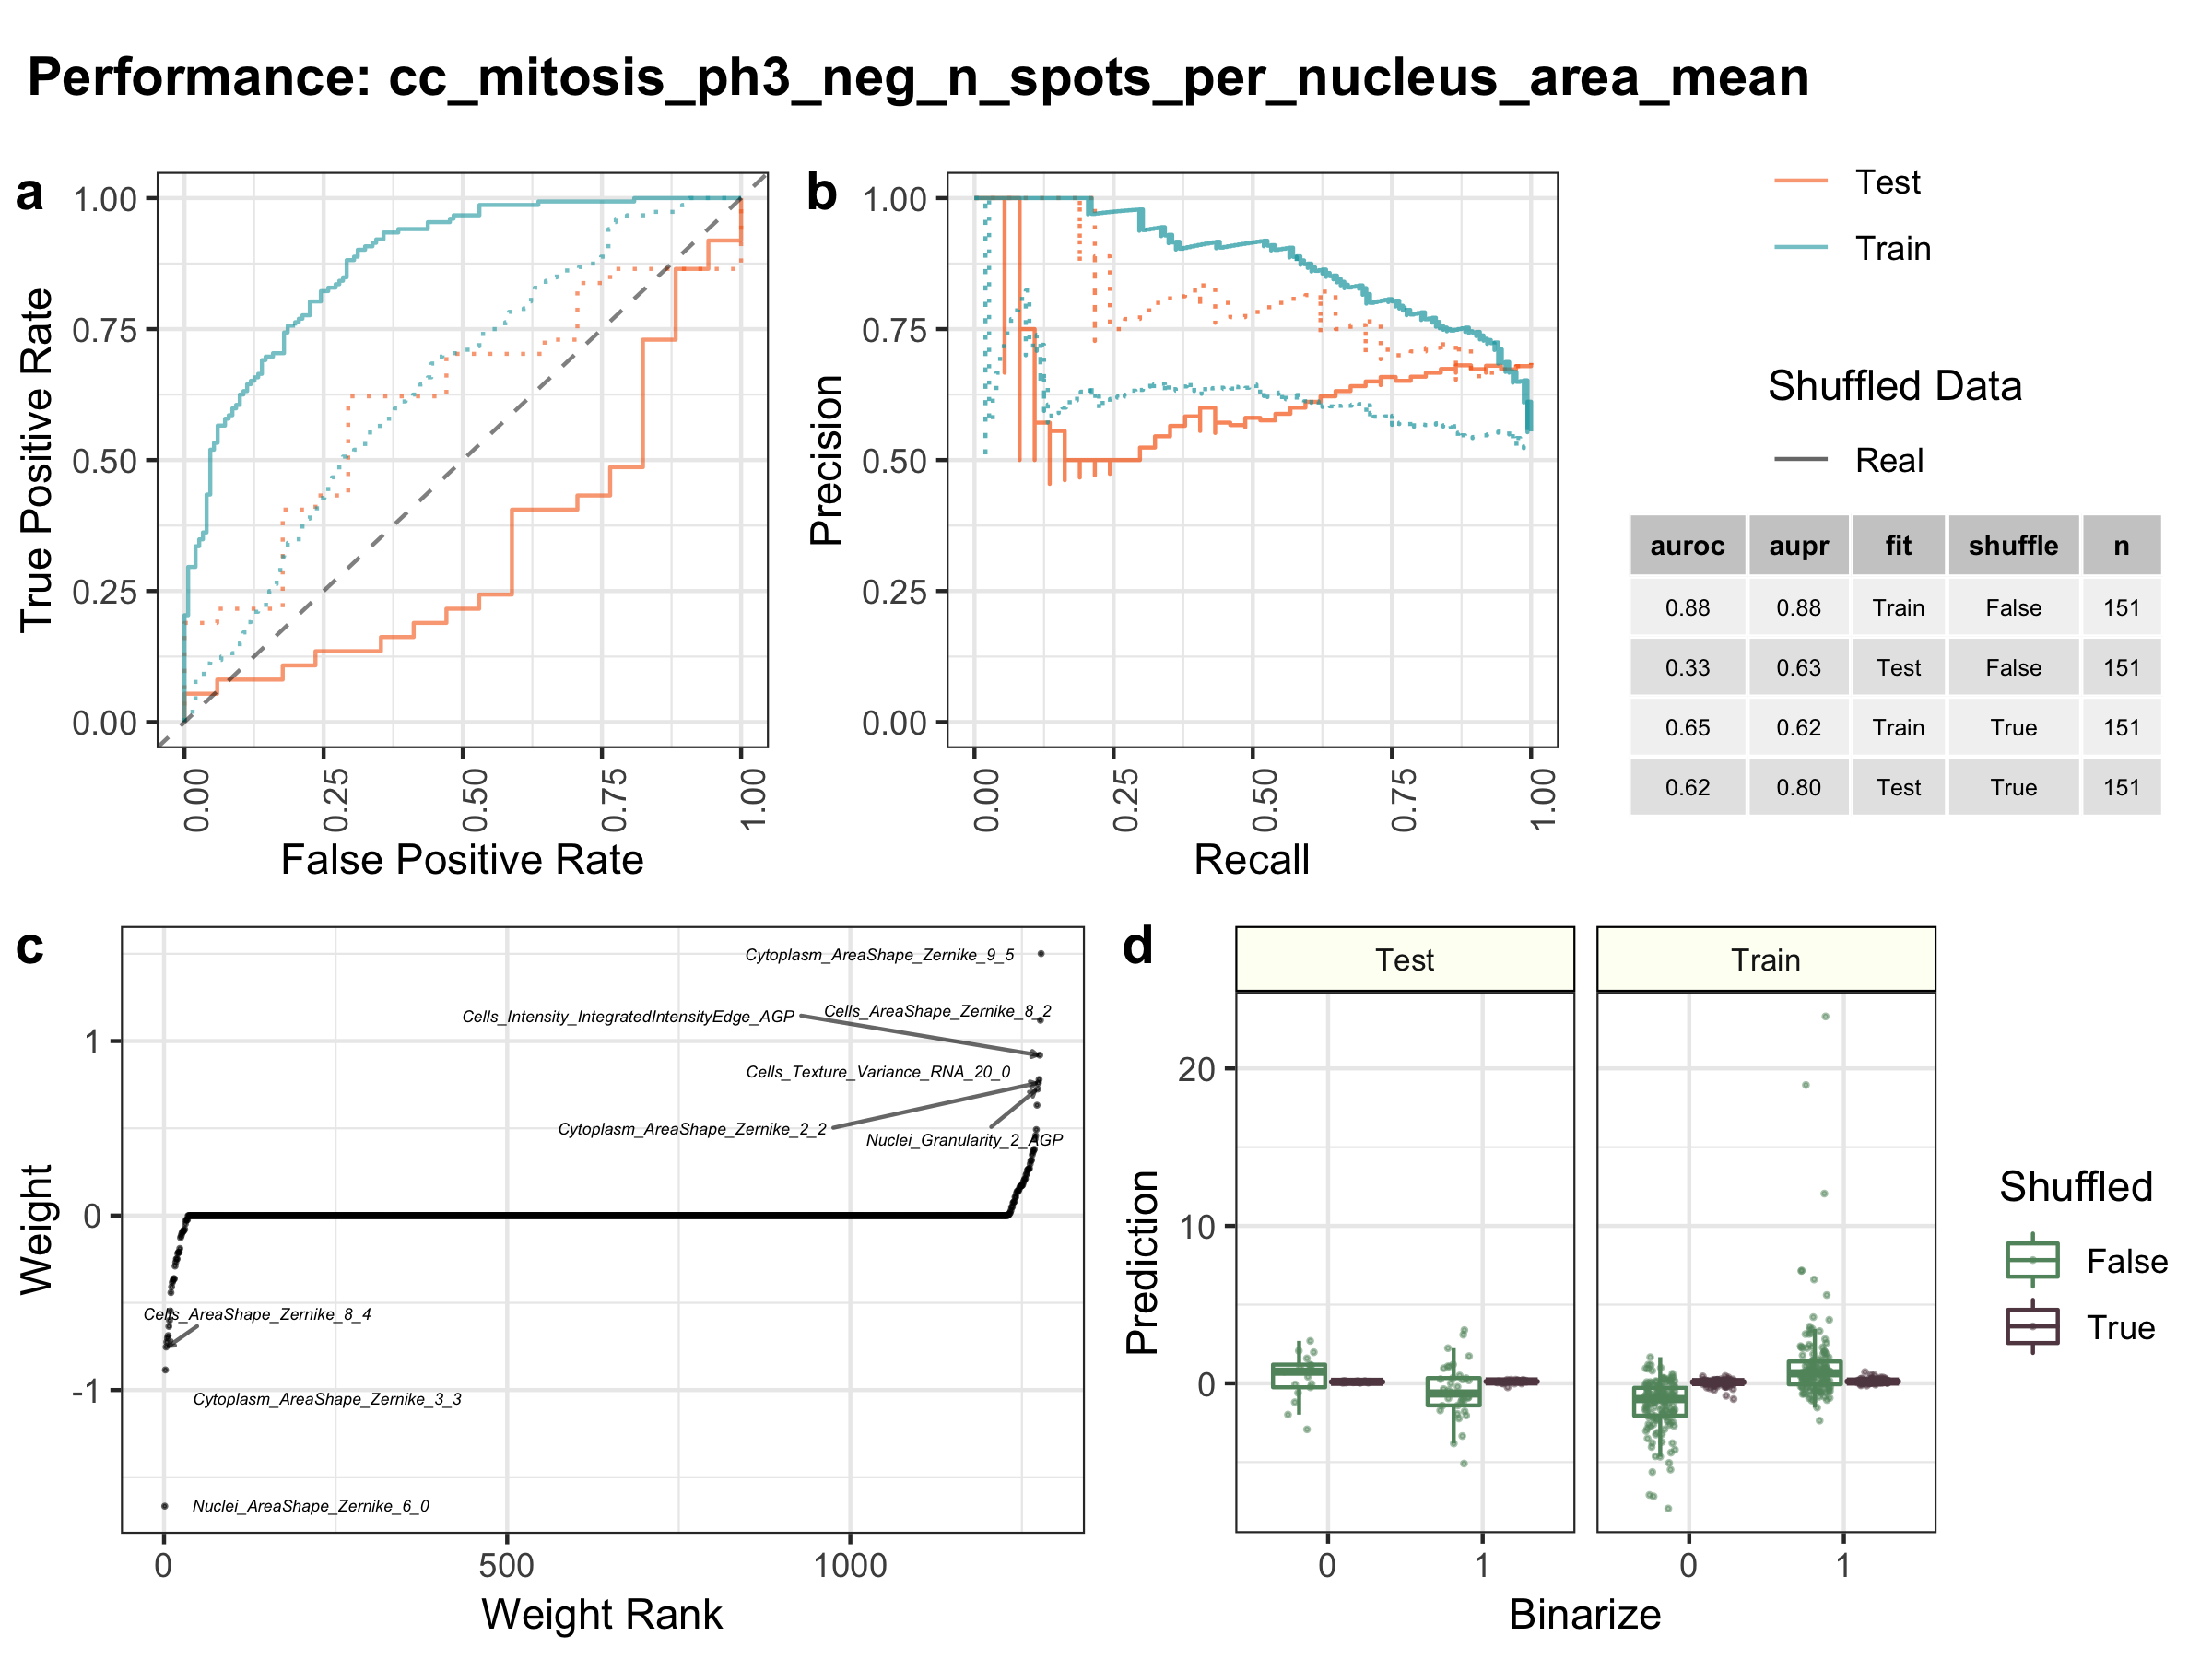 Performance: cc_mitosis_ph3_neg_n_spots_per_nucleus_area_mean
a
1.00
0.75
0.50
0.25
0.00
True Positive Rate
0.00
0.25
0.50
0.75
1.00
False Positive Rate
b
1.00
0.75
0.50
0.25
0.00
Precision
0.00
0.25
0.50
0.75
1.00
Recall
Test
Train
Shuffled Data
Real
auroc aupr fit shuffle n
0.88 0.88 Train False 151
0.33 0.63 Test False 151
0.65 0.62 Train True 151
0.62 0.80 Test True 151
c
Cytoplasm_AreaShape_Zernike_9_5
Cells_Intensity_IntegratedIntensityEdge_AGP
Cells_AreaShape_Zernike_8_2
Cells_Texture_Variance_RNA_20_0
Cytoplasm_AreaShape_Zernike_2_2
Nuclei_Granularity_2_AGP
Cells_AreaShape_Zernike_8_4
Cytoplasm_AreaShape_Zernike_3_3
Nuclei_AreaShape_Zernike_6_0
1
0
-1
Weight
0
500
1000
Weight Rank
d
Test
Train
20
10
0
Prediction
0
1
0
1
Binarize
Shuffled
False
True